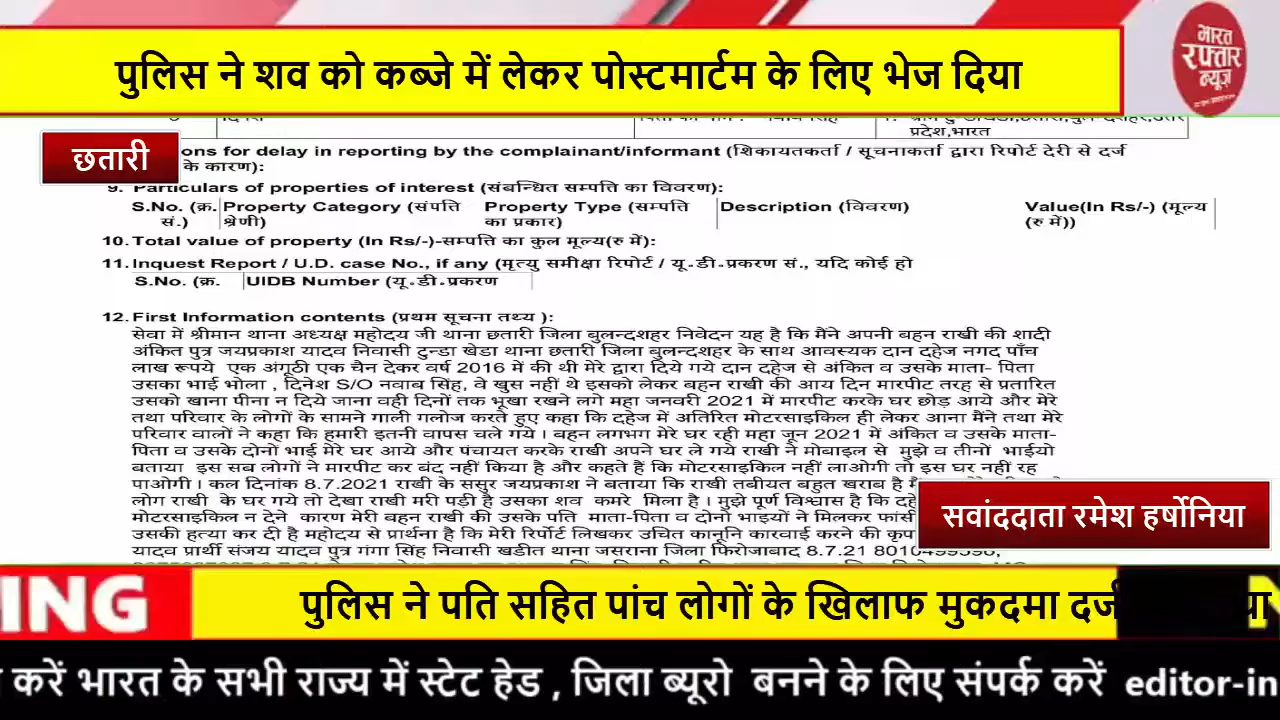 पुलिस ने शव को कब्जे में लेकर पोस्टमार्टम के लिए भेज दिया
भारत
रफ्तार
न्यूज़
प्रदेश,भारत
छतारी
ons for delay in reporting by the complainant/informant (शिकायतकर्ता / सूचनाकर्ता द्वारा रिपोर्ट देरी से दर्ज
के कारण):
9. Particulars of properties of interest (संबन्धित सम्पति का विवरण):
S.No. (क्र. Property Category (संपति Property Type (सम्पति Description (विवरण) Value(In Rs/-) (मूल्य
सं.) श्रेणी) का प्रकार) (रु में))
10. Total value of property (In Rs/-)-सम्पत्ति का कुल मूल्य(रु में):
11. Inquest Report / U.D. case No., if any (मृत्यु समीक्षा रिपोर्ट / यू.डी.प्रकरण सं., यदि कोई हो
S.No. (क्र. UIDB Number (यू.डी.प्रकरण
12. First Information contents (प्रथम सूचना तथ्य ):
सेवा में श्रीमान थाना अध्यक्ष महोदय जी थाना छतारी जिला बुलन्दशहर निवेदन यह है कि मैंने अपनी बहन राखी की शादी
अंकित पुत्र जयप्रकाश यादव निवासी टुन्डा खेडा थाना छतारी जिला बुलन्दशहर के साथ आवस्यक दान दहेज नगद पाँच
लाख रूपये एक अंगूठी एक चैन देकर वर्ष 2016 में की थी मेरे द्वारा दिये गये दान दहेज से अंकित व उसके माता- पिता
उसका भाई भोला , दिनेश S/O नवाब सिंह, वे खुस नहीं थे इसको लेकर बहन राखी की आय दिन मारपीट तरह से प्रतारित
उसको खाना पीना न दिये जाना वही दिनों तक भूखा रखने लगे महा जनवरी 2021 में मारपीट करके घर छोड़ आये और मेरे
तथा परिवार के लोगों के सामने गाली गलोज करते हुए कहा कि दहेज में अतिरित मोटरसाइकिल ही लेकर आना मैंने तथा मेरे
परिवार वालों ने कहा कि हमारी इतनी वापस चले गये । बहन लगभग मेरे घर रही महा जून 2021 में अंकित व उसके माता-
पिता व उसके दोनों भाई मेरे घर आये और पंचायत करके राखी अपने घर ले गये राखी ने मोबाइल से मुझे व तीनों भाईयो
बताया इस सब लोगों ने मारपीट कर बंद नहीं किया है और कहते हैं कि मोटरसाइकिल नहीं लाओगी तो इस घर नहीं रह
पाओगी । कल दिनांक 8.7.2021 राखी के ससुर जयप्रकाश ने बताया कि राखी तबीयत बहुत खराब है
लोग राखी के घर गये तो देखा राखी मरी पड़ी है उसका शव कमरे मिला है । मुझे पूर्ण विश्वास है कि दहे
मोटरसाइकिल न देने कारण मेरी बहन राखी की उसके पति माता-पिता व दोनो भाइयों ने मिलकर फांसी
उसकी हत्या कर दी है महोदय से प्रार्थना है कि मेरी रिपोर्ट लिखकर उचित कानूनि कारवाई करने की कृप
यादव प्रार्थी संजय यादव पुत्र गंगा सिंह निवासी खडीत थाना जसराना जिला फिरोजाबाद 8.7.21
सवांददाता रमेश हर्षोनिया
ING पुलिस ने पति सहित पांच लोगों के खिलाफ मुकदमा दर्ज
करें भारत के सभी राज्य में स्टेट हेड , जिला ब्यूरो बनने के लिए संपर्क करें editor-in